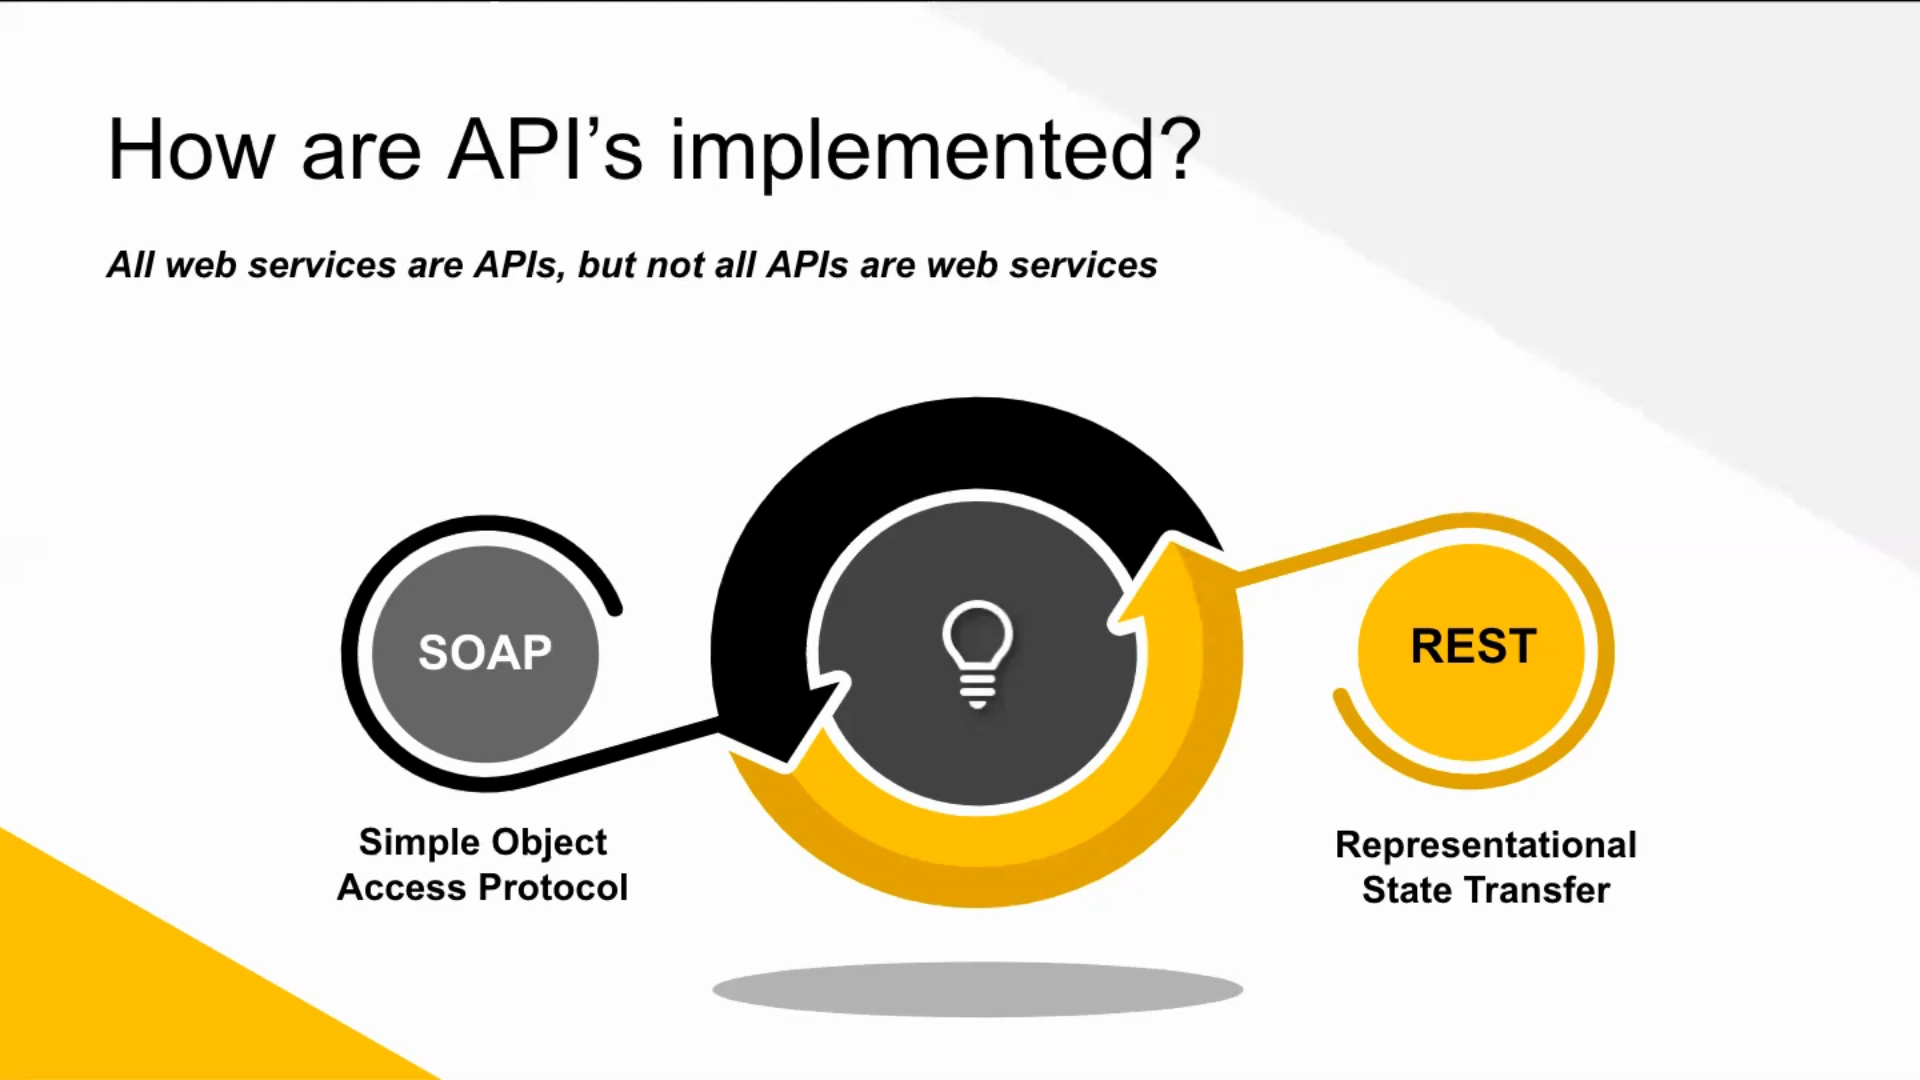 How are API’s implemented?
All web services are APIs, but not all APIs are web services
SOAP
REST
Simple Object
Access Protocol
Representational
State Transfer